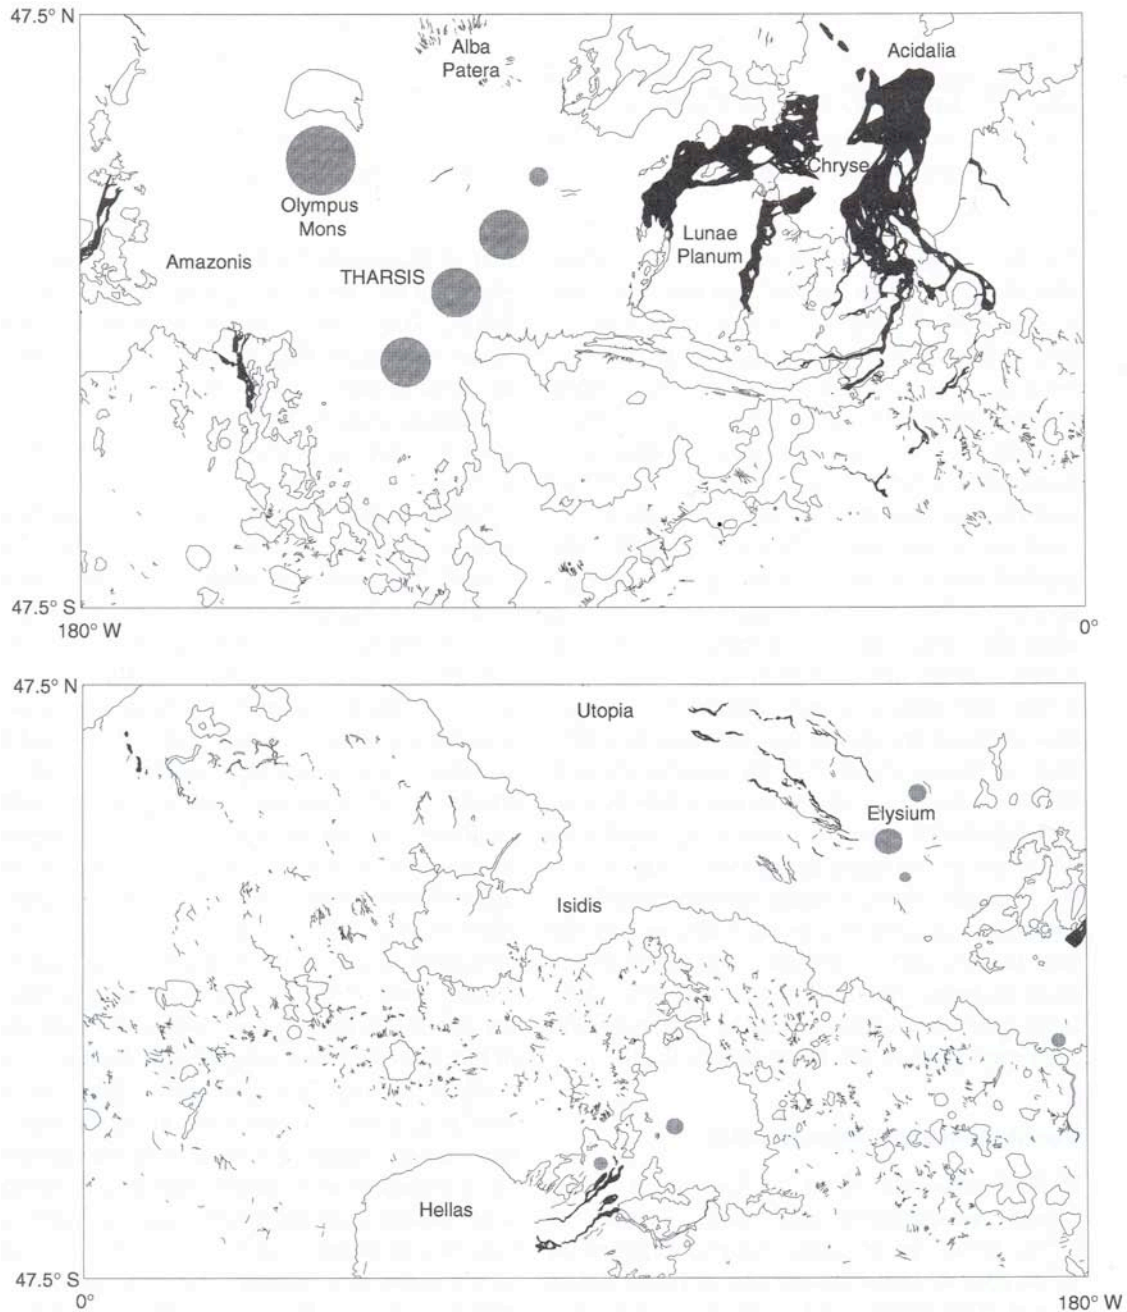 47.5° N
Alba
Patera
Acidalia
Chryse
Olympus
Mons
Lunae
Planum
Amazonis
THARSIS
47.5° S
180° W
0°
47.5° N
Utopia
Elysium
Isidis
Hellas
47.5° S
0°
180° W